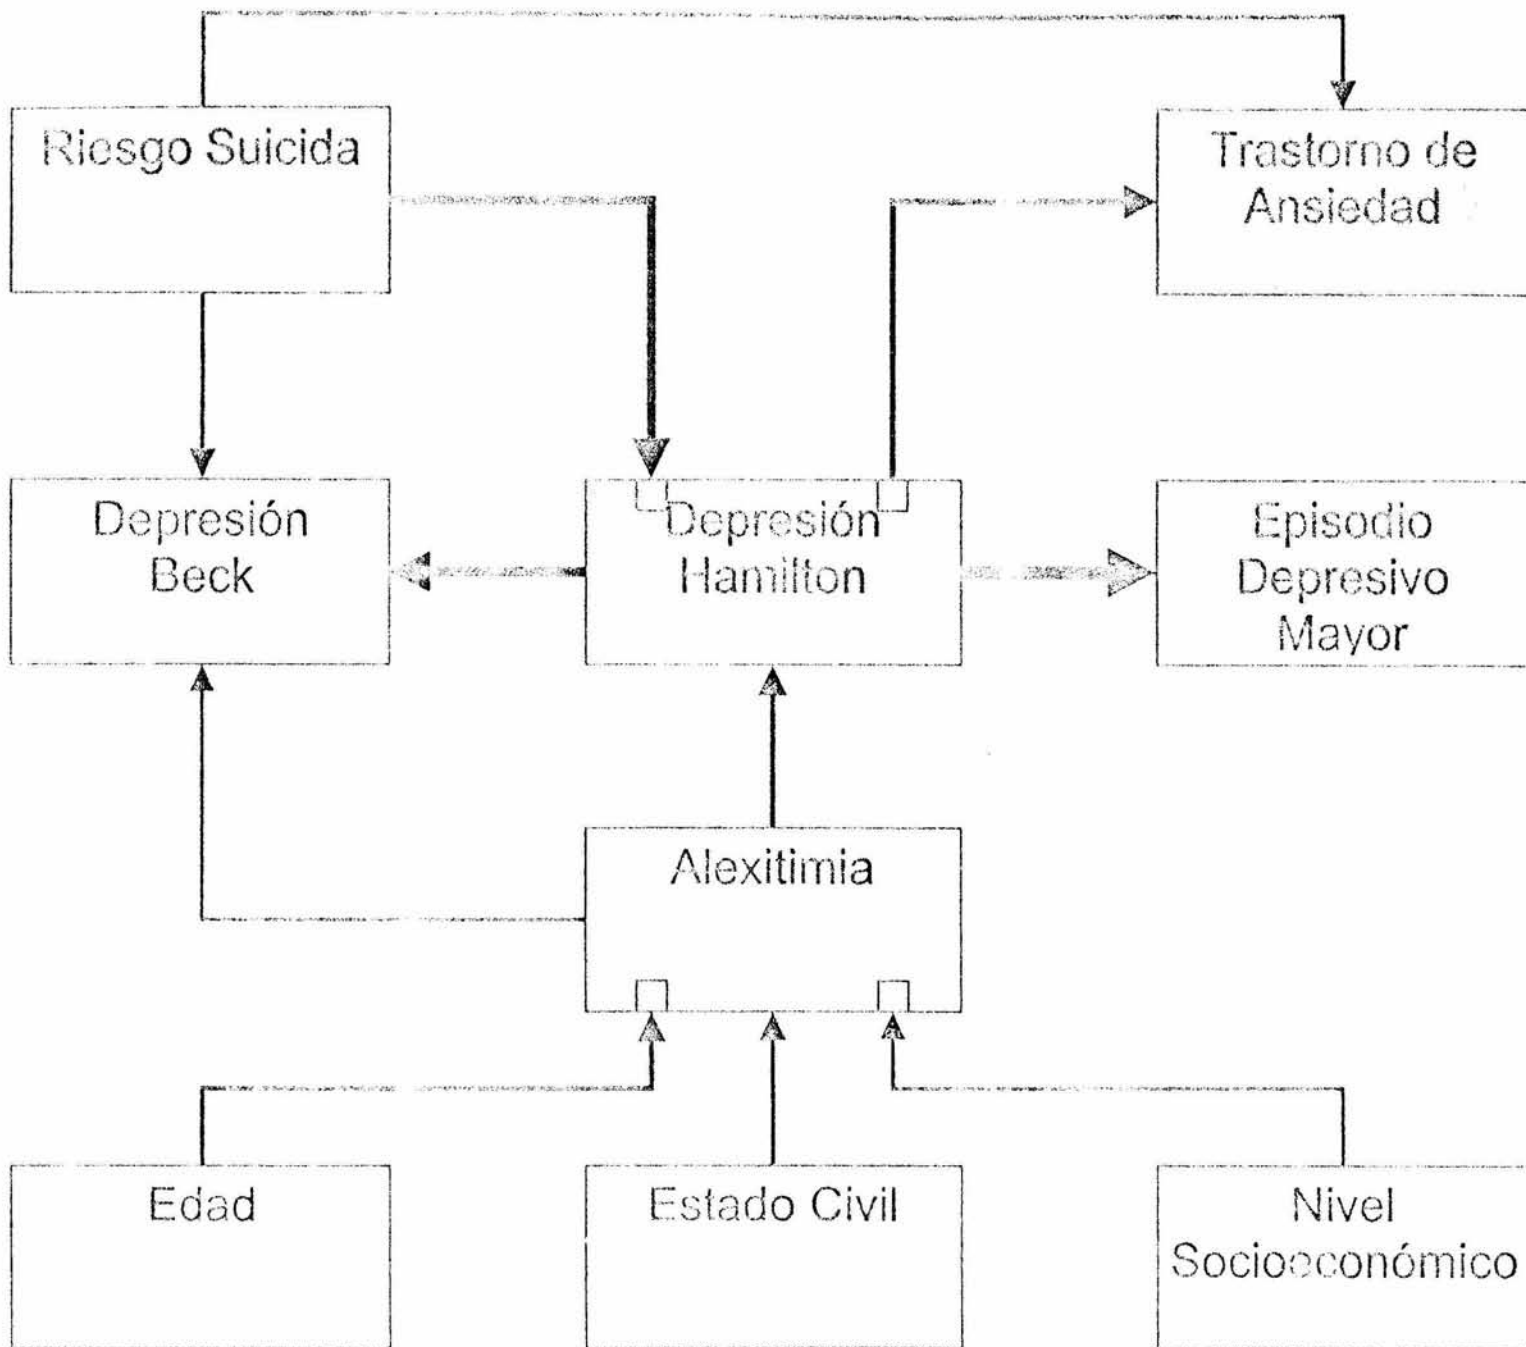 Riesgo Suicida
Trastorno de
Ansiedad
Depresión
Beck
Depresión
Hamilton
Episodio
Depresivo
Mayor
Alexitimia
Edad
Estado Civil
Nivel
Socioeconómico